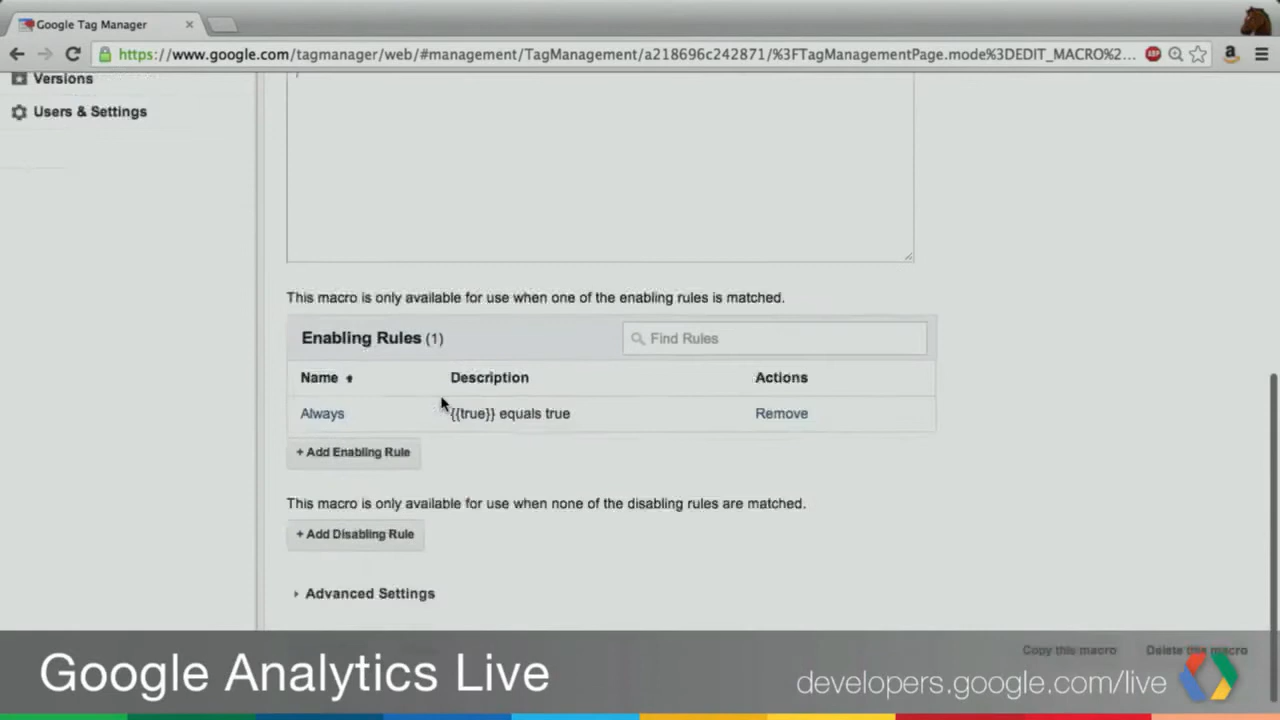 Google Tag Manager
https://www.google.com/tagmanager/web/#management/TagManagement/a218696c242871/%3FTagManagementPage.mode%3DEDIT_MACRO%2...
Versions
Users & Settings
This macro is only available for use when one of the enabling rules is matched.
Enabling Rules (1)
Find Rules
Name Description Actions
Always {{true}} equals true Remove
+ Add Enabling Rule
This macro is only available for use when none of the disabling rules are matched.
+ Add Disabling Rule
Advanced Settings
Copy this macro Delete this macro
Google Analytics Live
developers.google.com/live